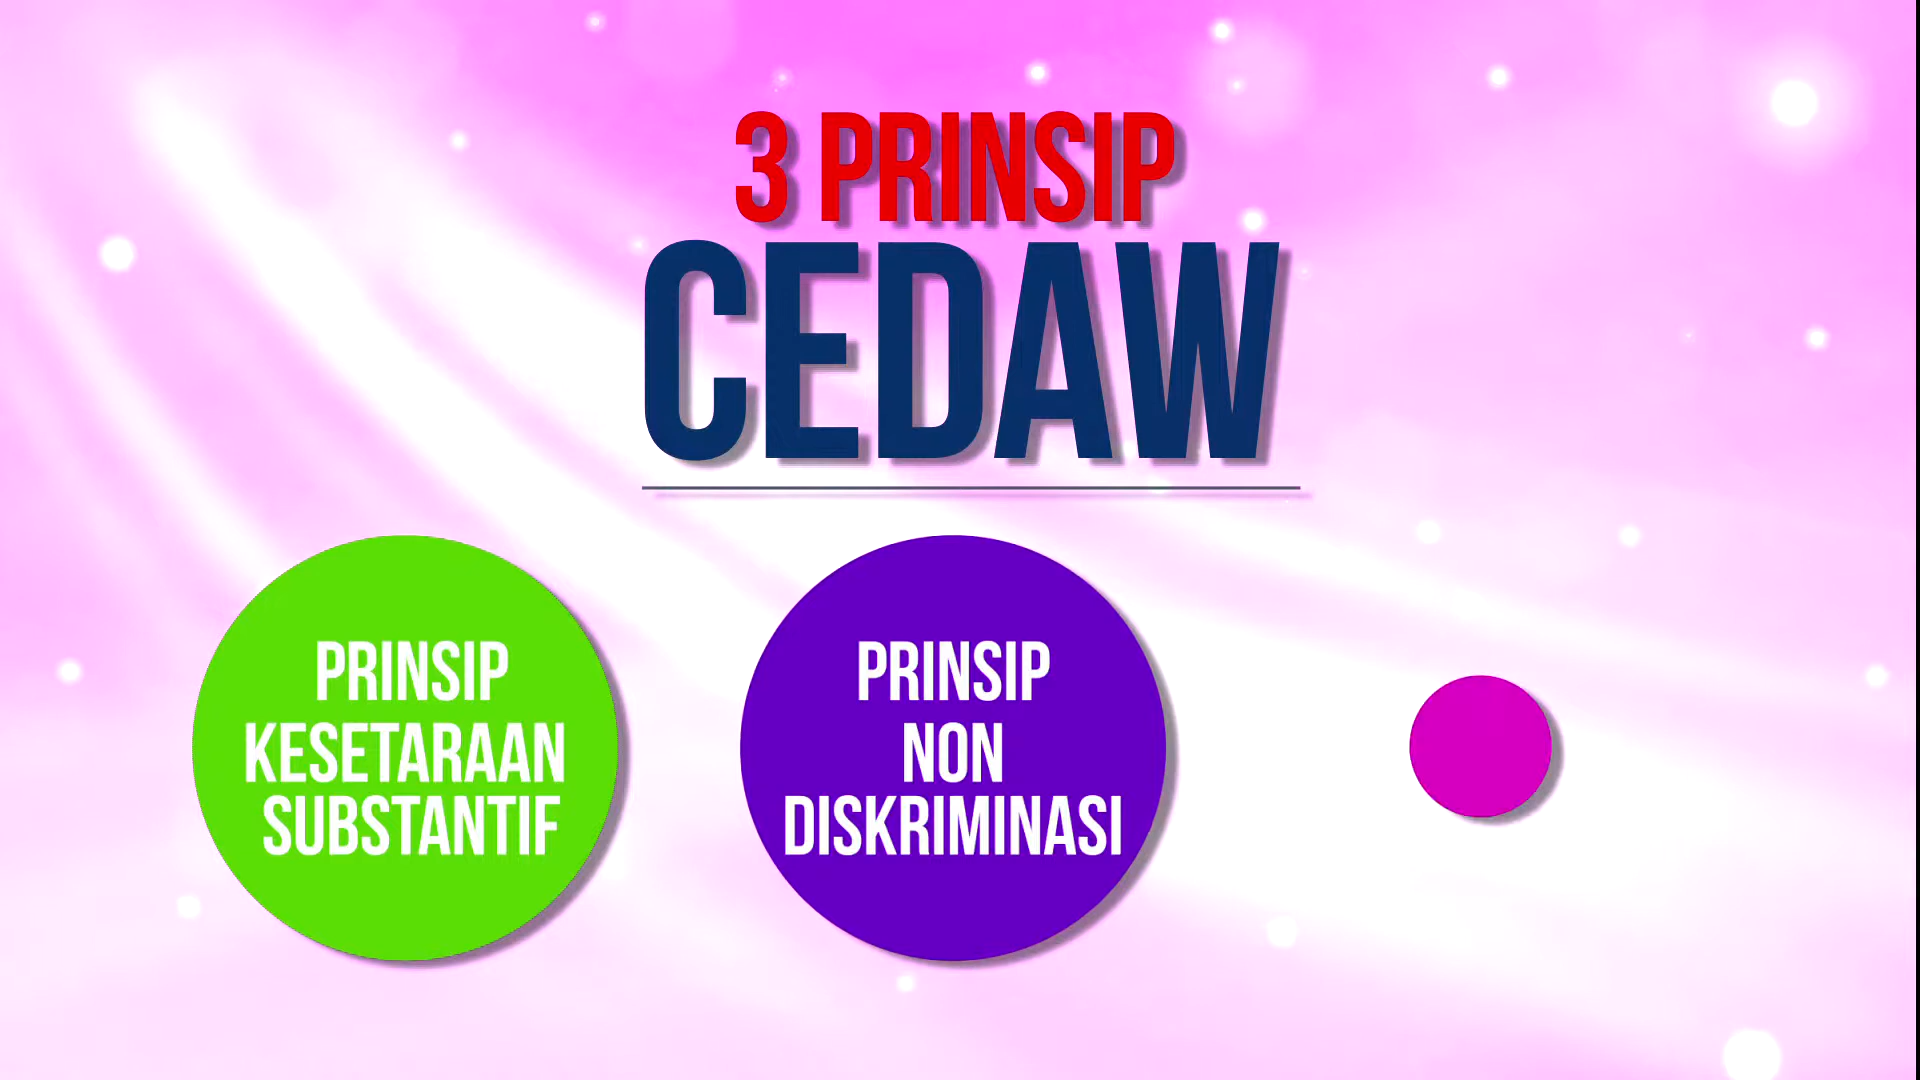 3 PRINSIP
CEDAW
PRINSIP
KESETARAAN
SUBSTANTIF
PRINSIP
NON
DISKRIMINASI